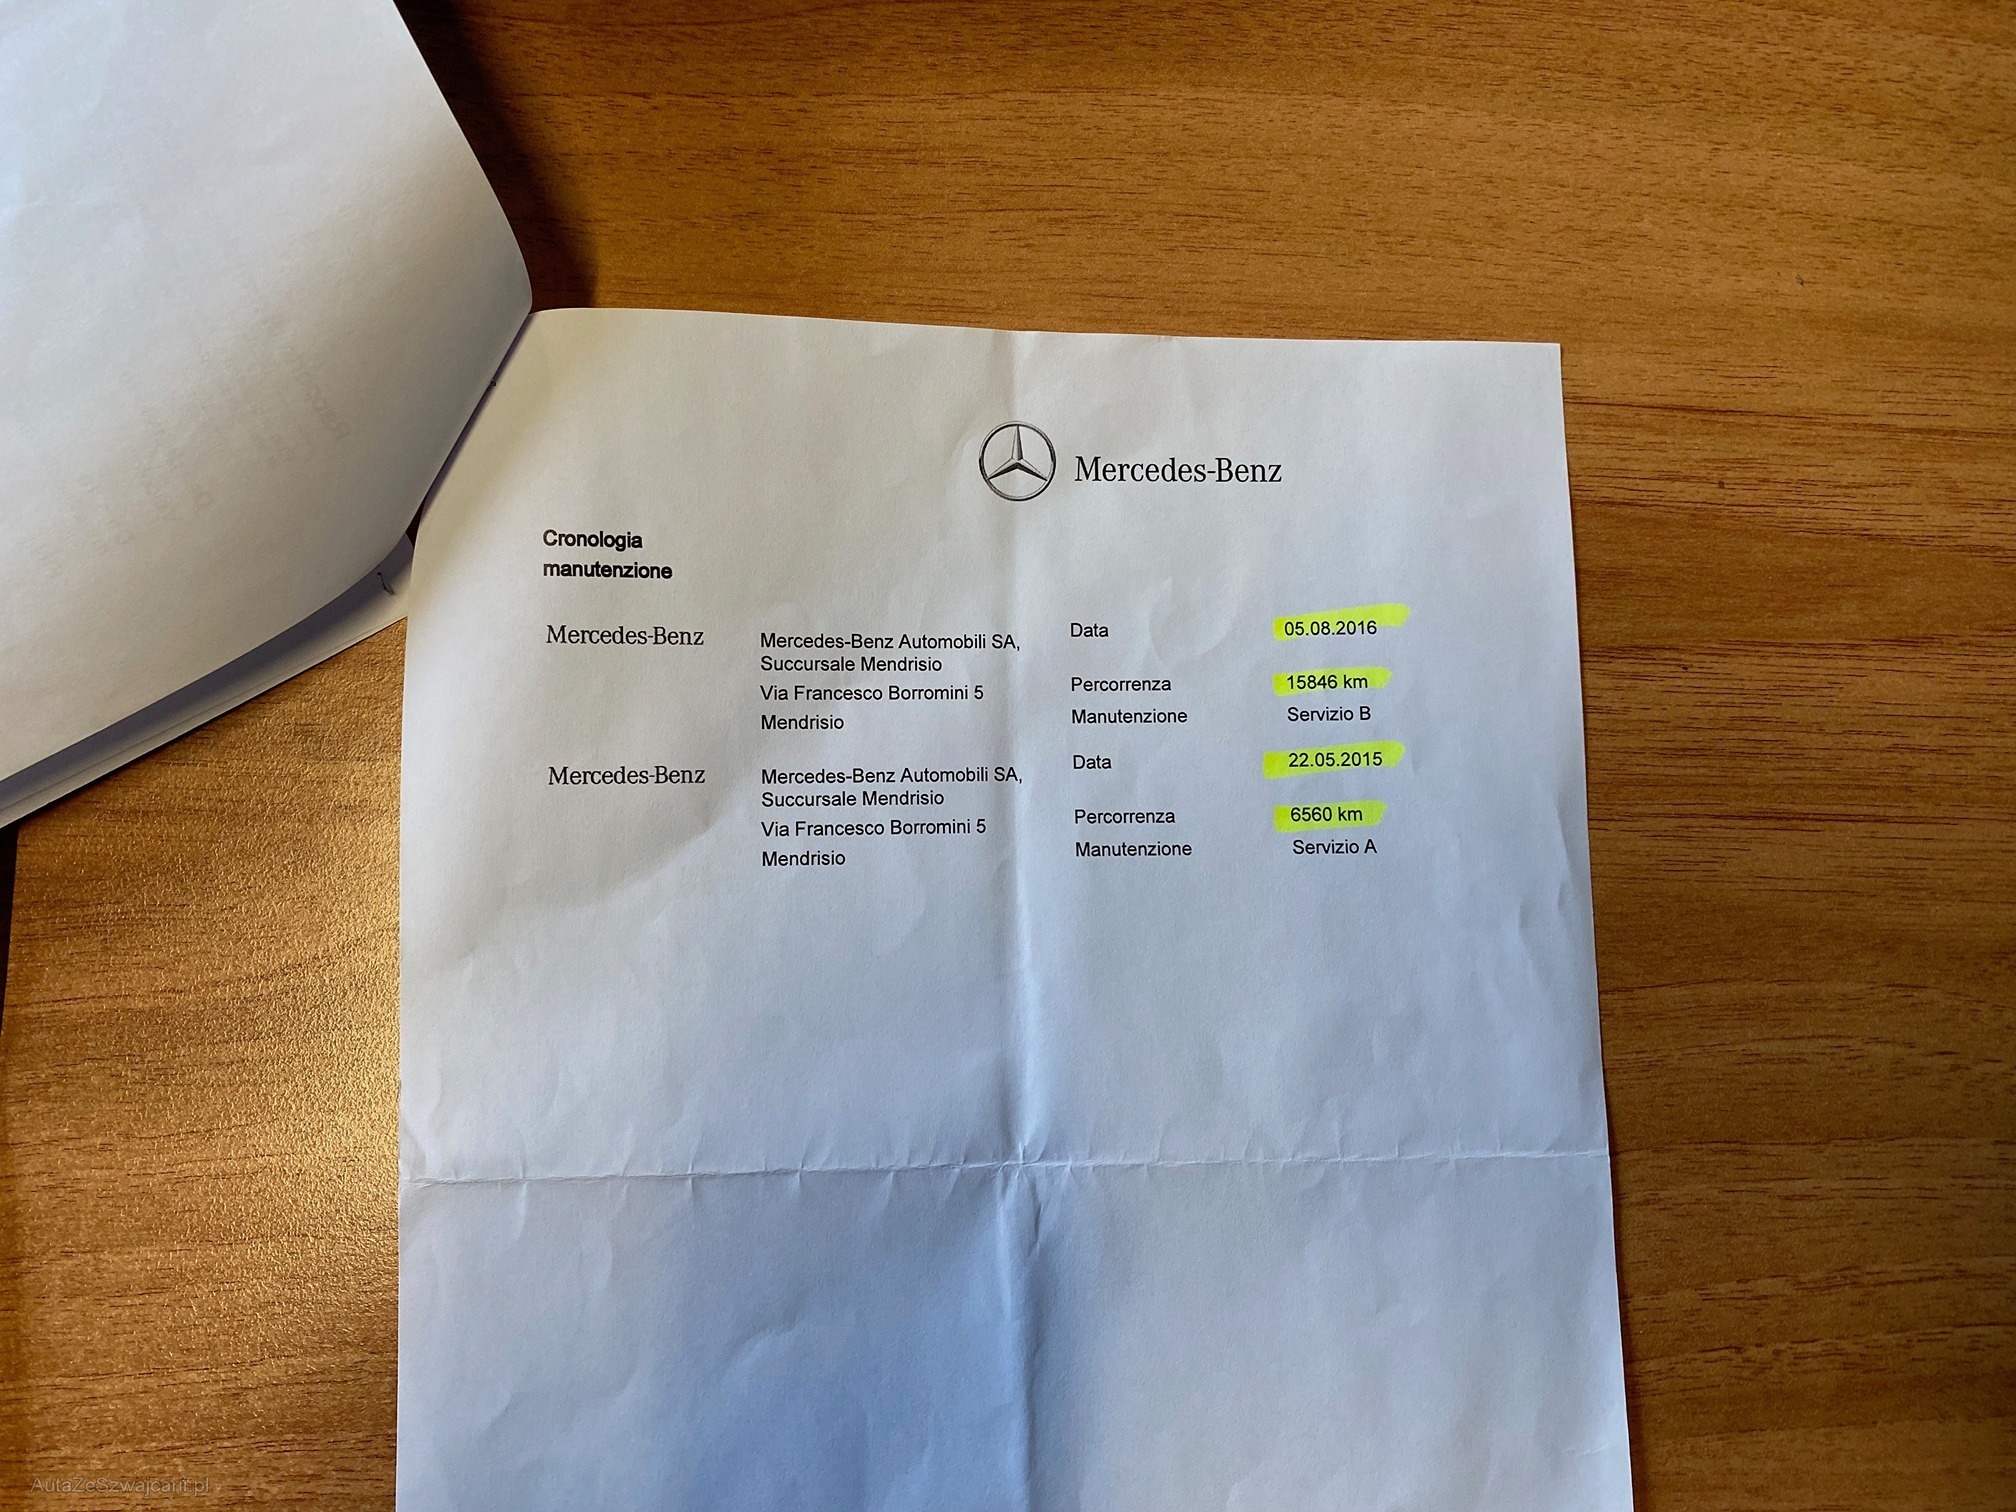 Mercedes-Benz
Cronologia
manutenzione
Mercedes-Benz
Mercedes-Benz Automobili SA,
Succursale Mendrisio
Via Francesco Borromini 5
Mendrisio
Data 05.08.2016
Percorrenza 15846 km
Manutenzione Servizio B
Mercedes-Benz
Mercedes-Benz Automobili SA,
Succursale Mendrisio
Via Francesco Borromini 5
Mendrisio
Data 22.05.2015
Percorrenza 6560 km
Manutenzione Servizio A
AutaZeSzwajcarii.pl